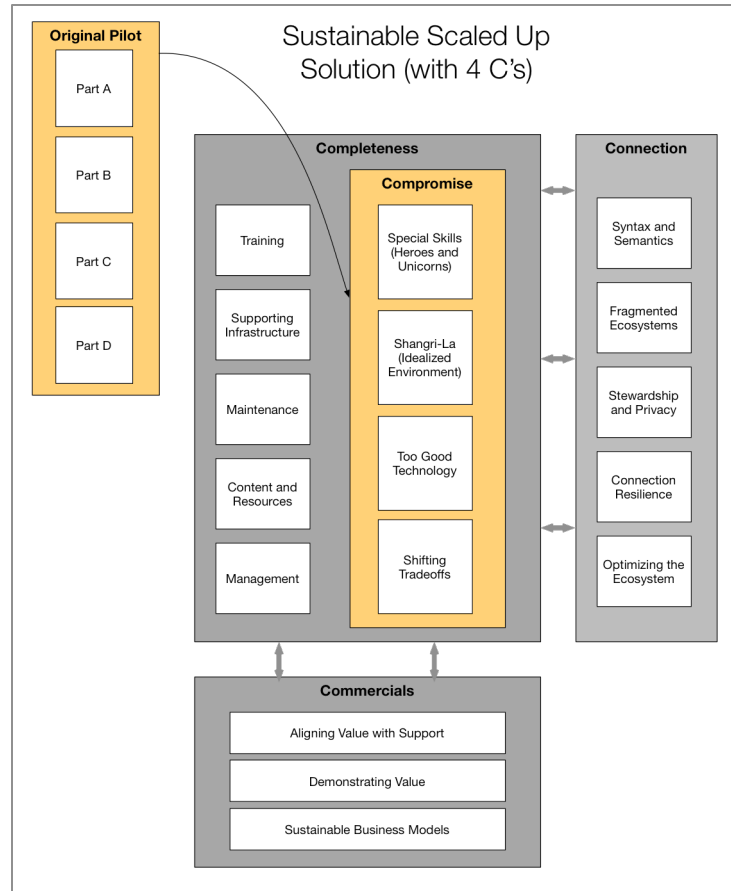 Original Pilot
Part A
Part B
Part C
Part D
Sustainable Scaled Up
Solution (with 4 C's)
Completeness
Training
Supporting
Infrastructure
Maintenance
Content and
Resources
Management
Compromise
Special Skills
(Heroes and
Unicorns)
Shangri-La
(Idealized
Environment)
Too Good
Technology
Shifting
Tradeoffs
Connection
Syntax and
Semantics
Fragmented
Ecosystems
Stewardship
and Privacy
Connection
Resilience
Optimizing the
Ecosystem
Commercials
Aligning Value with Support
Demonstrating Value
Sustainable Business Models